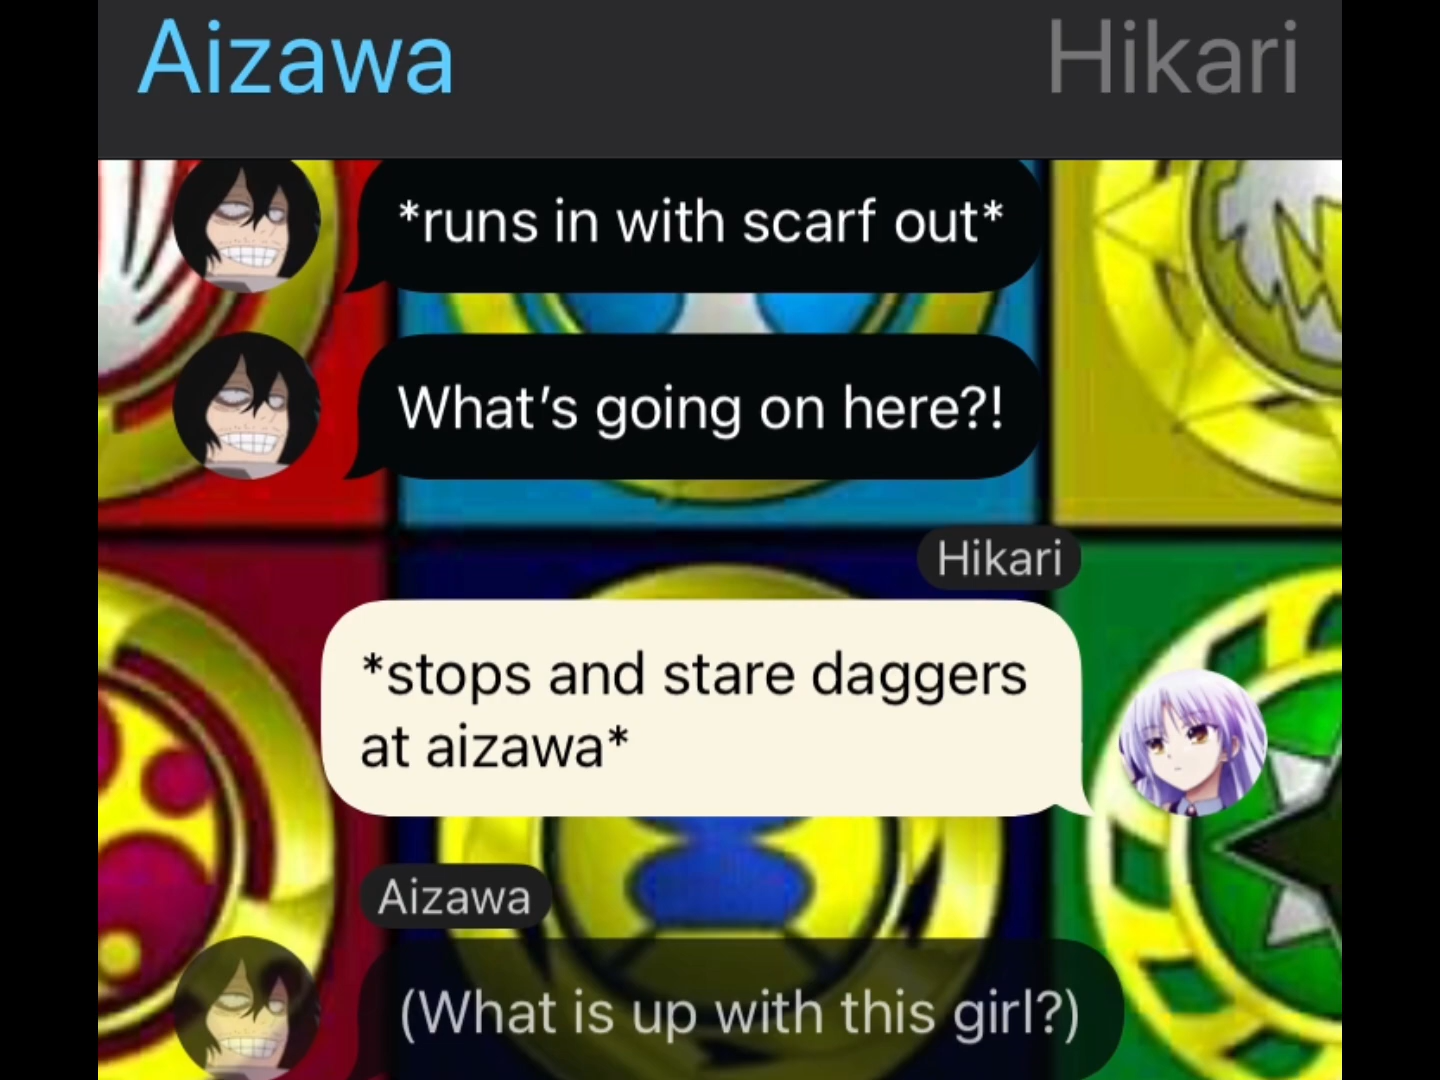 Aizawa
Hikari
*runs in with scarf out*
What’s going on here?!
Hikari
*stops and stare daggers
at aizawa*
Aizawa
(What is up with this girl?)